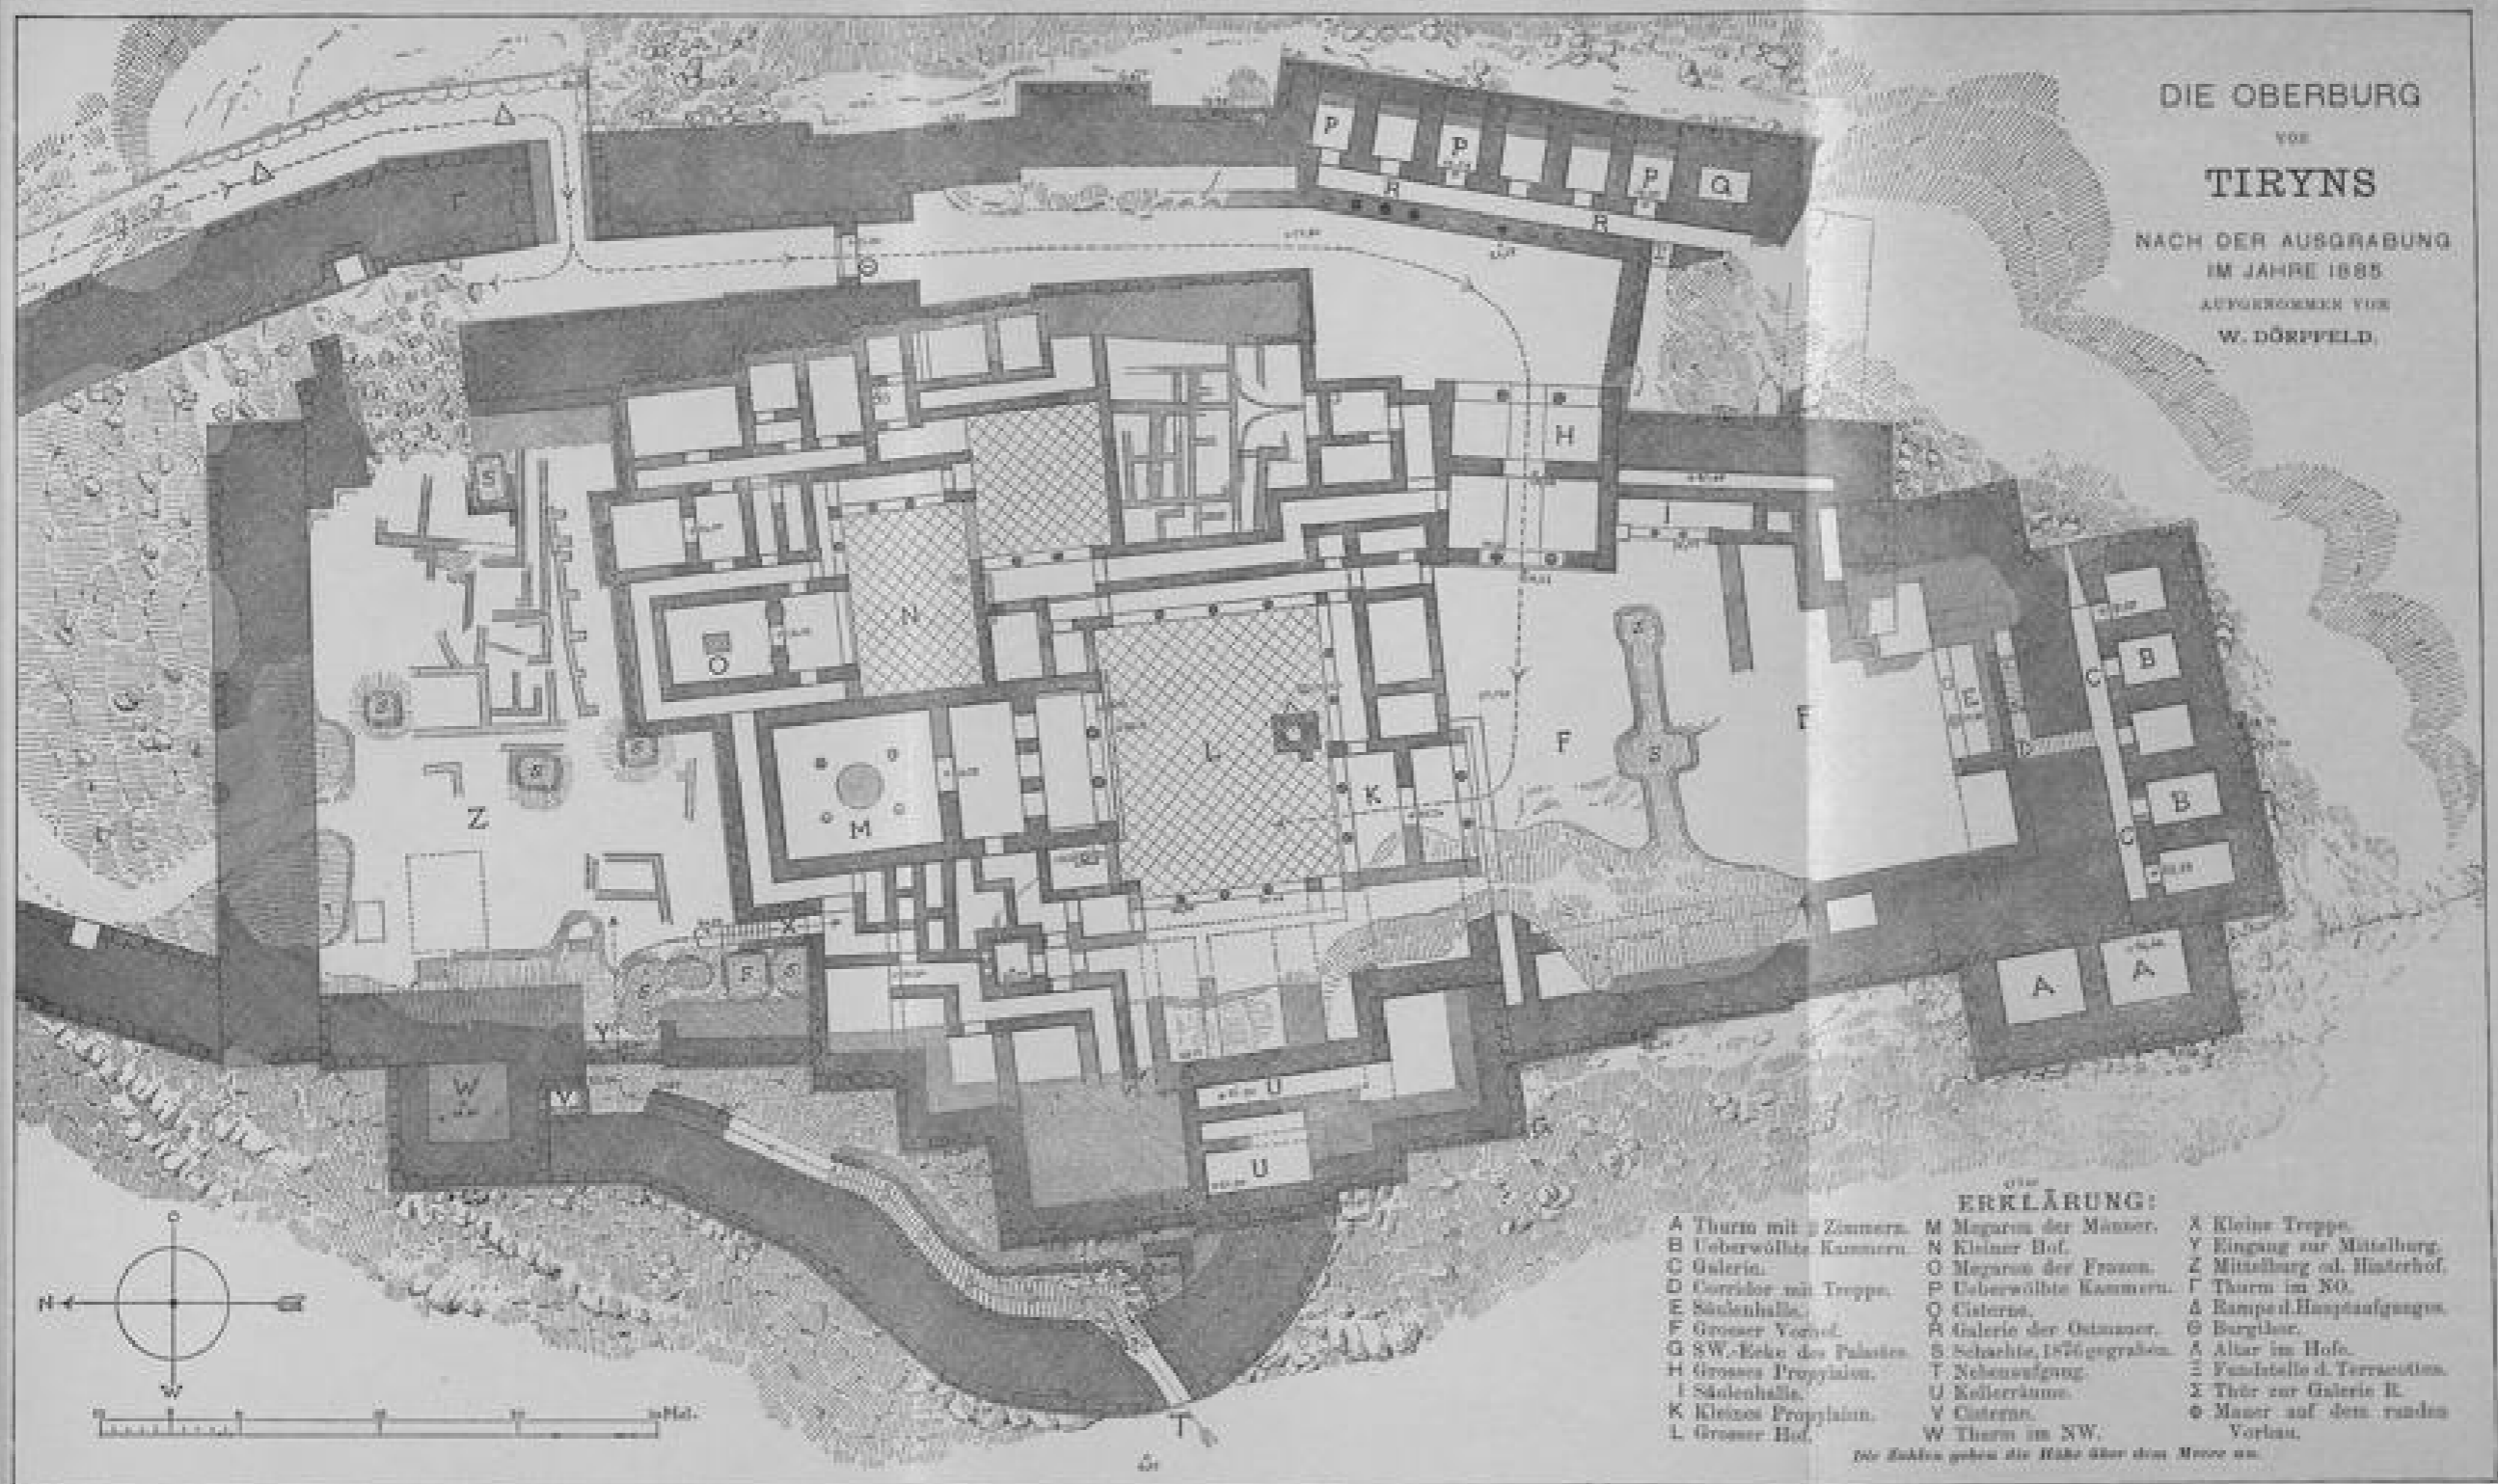 DIE OBERBURG
VON
TIRYNS
NACH DER AUSGRABUNG
IM JAHRE 1885
AUFGENOMMEN VON
W. DÖRPFELD.
Δ
Δ
Γ
Θ
P
P
P
Q
R
R
Σ
H
I
S
N
O
S
S
S
Z
M
L
K
F
S
F
E
D
C
C
B
B
A
A
X
S
S
S
Y
W
V
U
U
G
T
O
N
W
Met.
ERKLÄRUNG:
A Thurm mit 2 Zimmern.
B Ueberwölbte Kammern.
C Galerie.
D Corridor mit Treppe.
E Säulenhalle.
F Grosser Vorhof.
G SW.-Ecke des Palastes.
H Grosses Propylaion.
I Säulenhalle.
K Kleines Propylaion.
L Grosser Hof.
M Megaron der Männer.
N Kleiner Hof.
O Megaron der Frauen.
P Ueberwölbte Kammern.
Q Cisterne.
R Galerie der Ostmauer.
S Schachte, 1876 gegraben.
T Nebenaufgang.
U Kellerräume.
V Cisterne.
W Thurm im NW.
X Kleine Treppe.
Y Eingang zur Mittelburg.
Z Mittelburg od. Hinterhof.
Γ Thurm im NO.
Δ Rampe d. Hauptaufganges.
Θ Burgthor.
Λ Altar im Hofe.
Ξ Fundstelle d. Terracotten.
Σ Thür zur Galerie R.
Φ Mauer auf dem runden
Vorbau.
Die Zahlen geben die Höhe über dem Meere an.